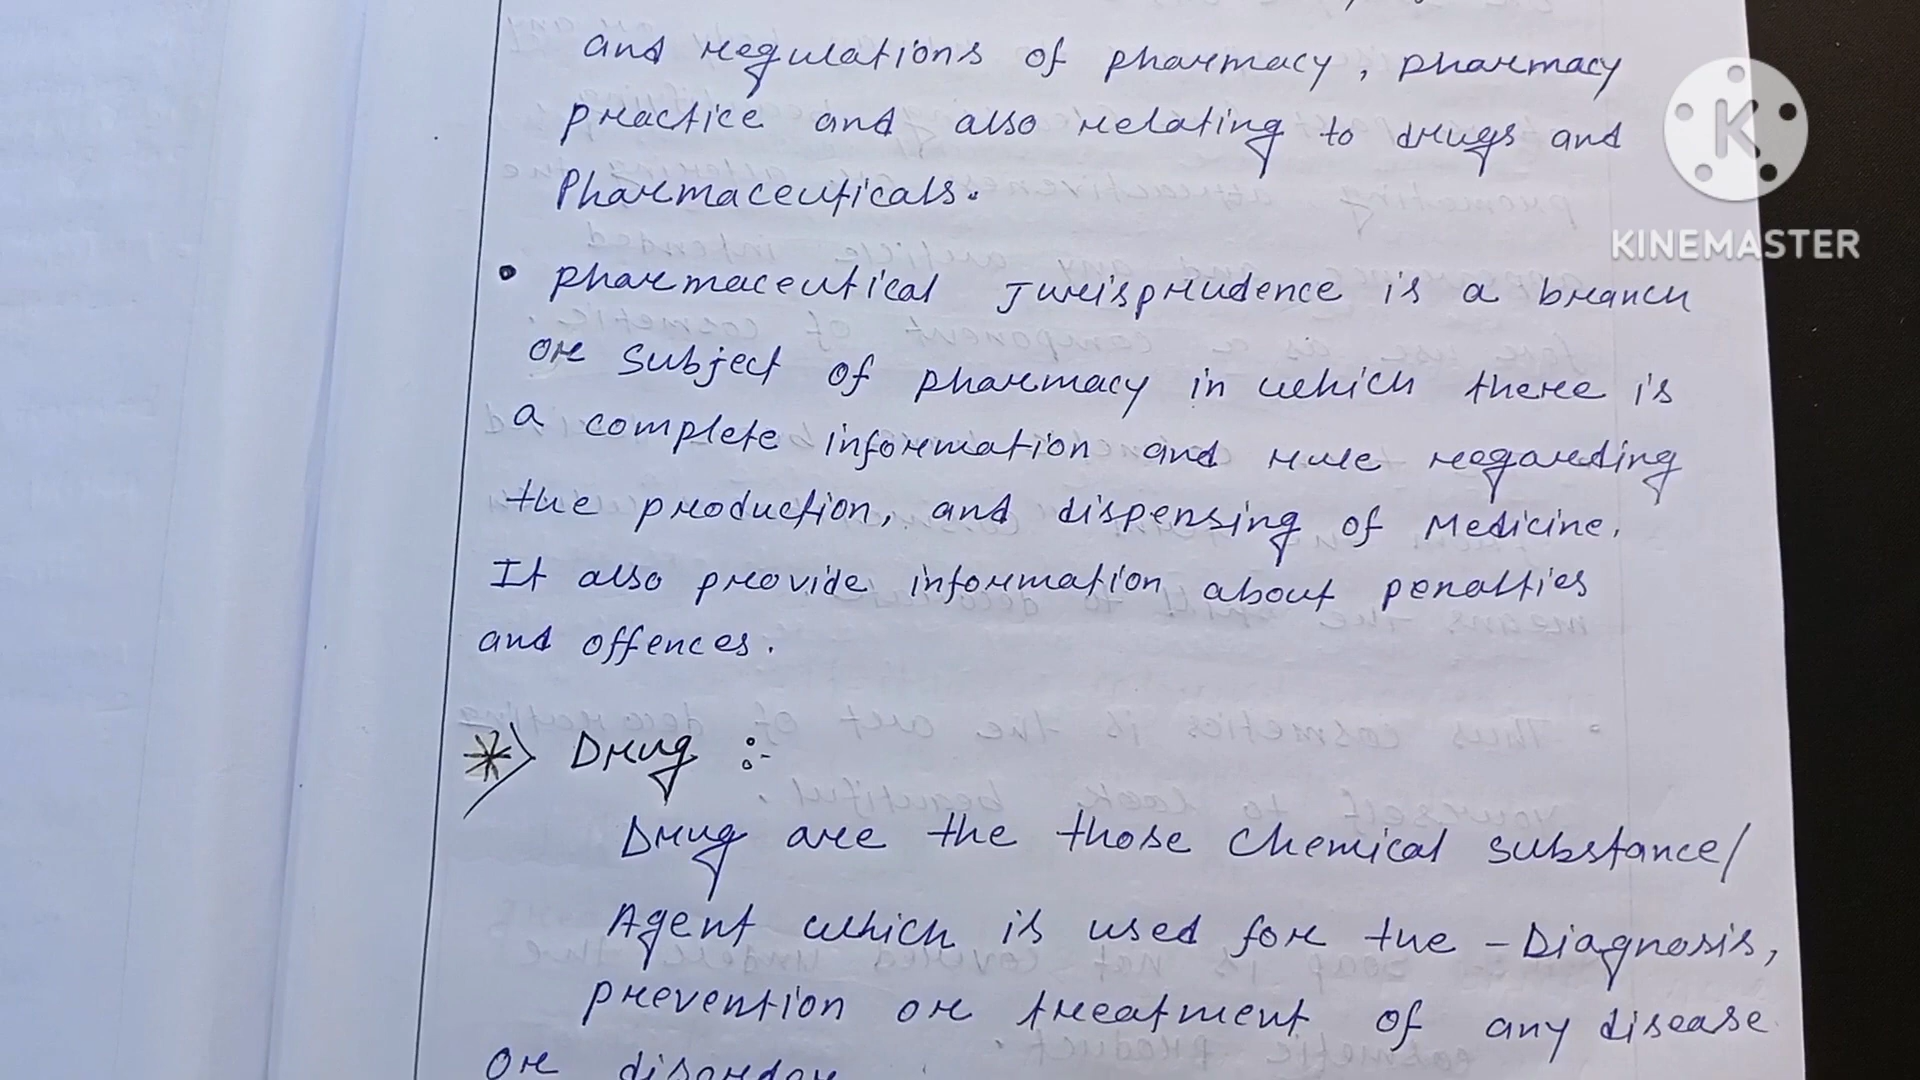 and regulations of pharmacy, pharmacy
practice and also relating to drugs and
Pharmaceuticals.
• pharmaceutical Jurisprudence is a branch
or subject of pharmacy in which there is
a complete information and rule regarding
the production, and dispensing of Medicine.
It also provide information about penalties
and offences.
Drug :-
Drug are the those chemical substance/
Agent which is used for the - Diagnosis,
prevention or treatment of any disease
or disorder
K
KINEMASTER